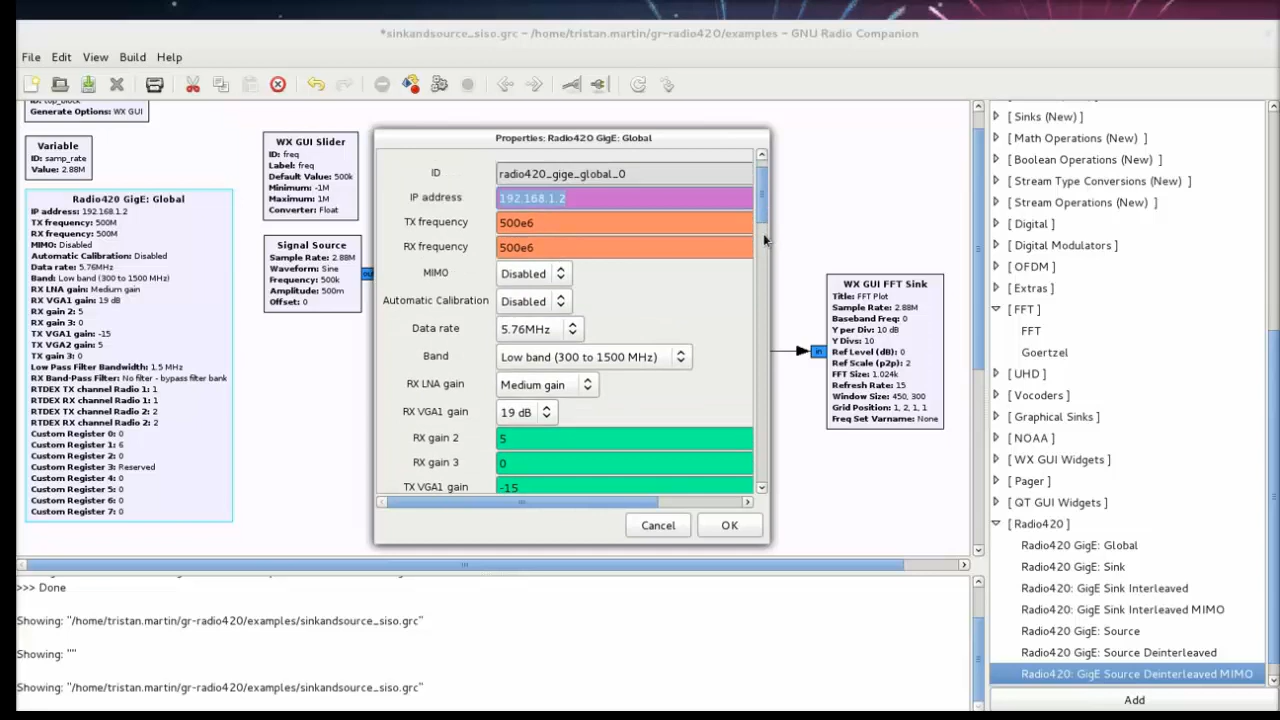 *sinkandsource_siso.grc - /home/tristan.martin/gr-radio420/examples - GNU Radio Companion
File Edit View Build Help
Generate Options: WX GUI
Variable
ID: samp_rate
Value: 2.88M
Radio420 GigE: Global
IP address: 192.168.1.2
TX frequency: 500M
RX frequency: 500M
MIMO: Disabled
Automatic Calibration: Disabled
Data rate: 5.76MHz
Band: Low band (300 to 1500 MHz)
RX LNA gain: Medium gain
RX VGA1 gain: 19 dB
RX gain 2: 5
RX gain 3: 0
TX VGA1 gain: -15
TX VGA2 gain: 5
TX gain 3: 0
Low Pass Filter Bandwidth: 1.5 MHz
RX Band-Pass Filter: No filter - bypass filter bank
RTDEX TX channel Radio 1: 1
RTDEX RX channel Radio 1: 1
RTDEX TX channel Radio 2: 2
RTDEX RX channel Radio 2: 2
Custom Register 0: 0
Custom Register 1: 6
Custom Register 2: 0
Custom Register 3: Reserved
Custom Register 4: 0
Custom Register 5: 0
Custom Register 6: 0
Custom Register 7: 0
WX GUI Slider
ID: freq
Label: freq
Default Value: 500k
Minimum: -1M
Maximum: 1M
Converter: Float
Signal Source
Sample Rate: 2.88M
Waveform: Sine
Frequency: 500k
Amplitude: 500m
Offset: 0
Properties: Radio420 GigE: Global
ID radio420_gige_global_0
IP address 192.168.1.2
TX frequency 500e6
RX frequency 500e6
MIMO Disabled
Automatic Calibration Disabled
Data rate 5.76MHz
Band Low band (300 to 1500 MHz)
RX LNA gain Medium gain
RX VGA1 gain 19 dB
RX gain 2 5
RX gain 3 0
TX VGA1 gain -15
Cancel OK
in
WX GUI FFT Sink
Title: FFT Plot
Sample Rate: 2.88M
Baseband Freq: 0
Y per Div: 10 dB
Y Divs: 10
Ref Level (dB): 0
Ref Scale (p2p): 2
FFT Size: 1.024k
Refresh Rate: 15
Window Size: 450, 300
Grid Position: 1, 2, 1, 1
Freq Set Varname: None
[ Sinks (New) ]
[ Math Operations (New) ]
[ Boolean Operations (New) ]
[ Stream Type Conversions (New) ]
[ Stream Operations (New) ]
[ Digital ]
[ Digital Modulators ]
[ OFDM ]
[ Extras ]
[ FFT ]
FFT
Goertzel
[ UHD ]
[ Vocoders ]
[ Graphical Sinks ]
[ NOAA ]
[ WX GUI Widgets ]
[ Pager ]
[ QT GUI Widgets ]
[ Radio420 ]
Radio420 GigE: Global
Radio420 GigE: Sink
Radio420: GigE Sink Interleaved
Radio420: GigE Sink Interleaved MIMO
Radio420 GigE: Source
Radio420: GigE Source Deinterleaved
Radio420: GigE Source Deinterleaved MIMO
Add
>>> Done
Showing: "/home/tristan.martin/gr-radio420/examples/sinkandsource_siso.grc"
Showing: ""
Showing: "/home/tristan.martin/gr-radio420/examples/sinkandsource_siso.grc"